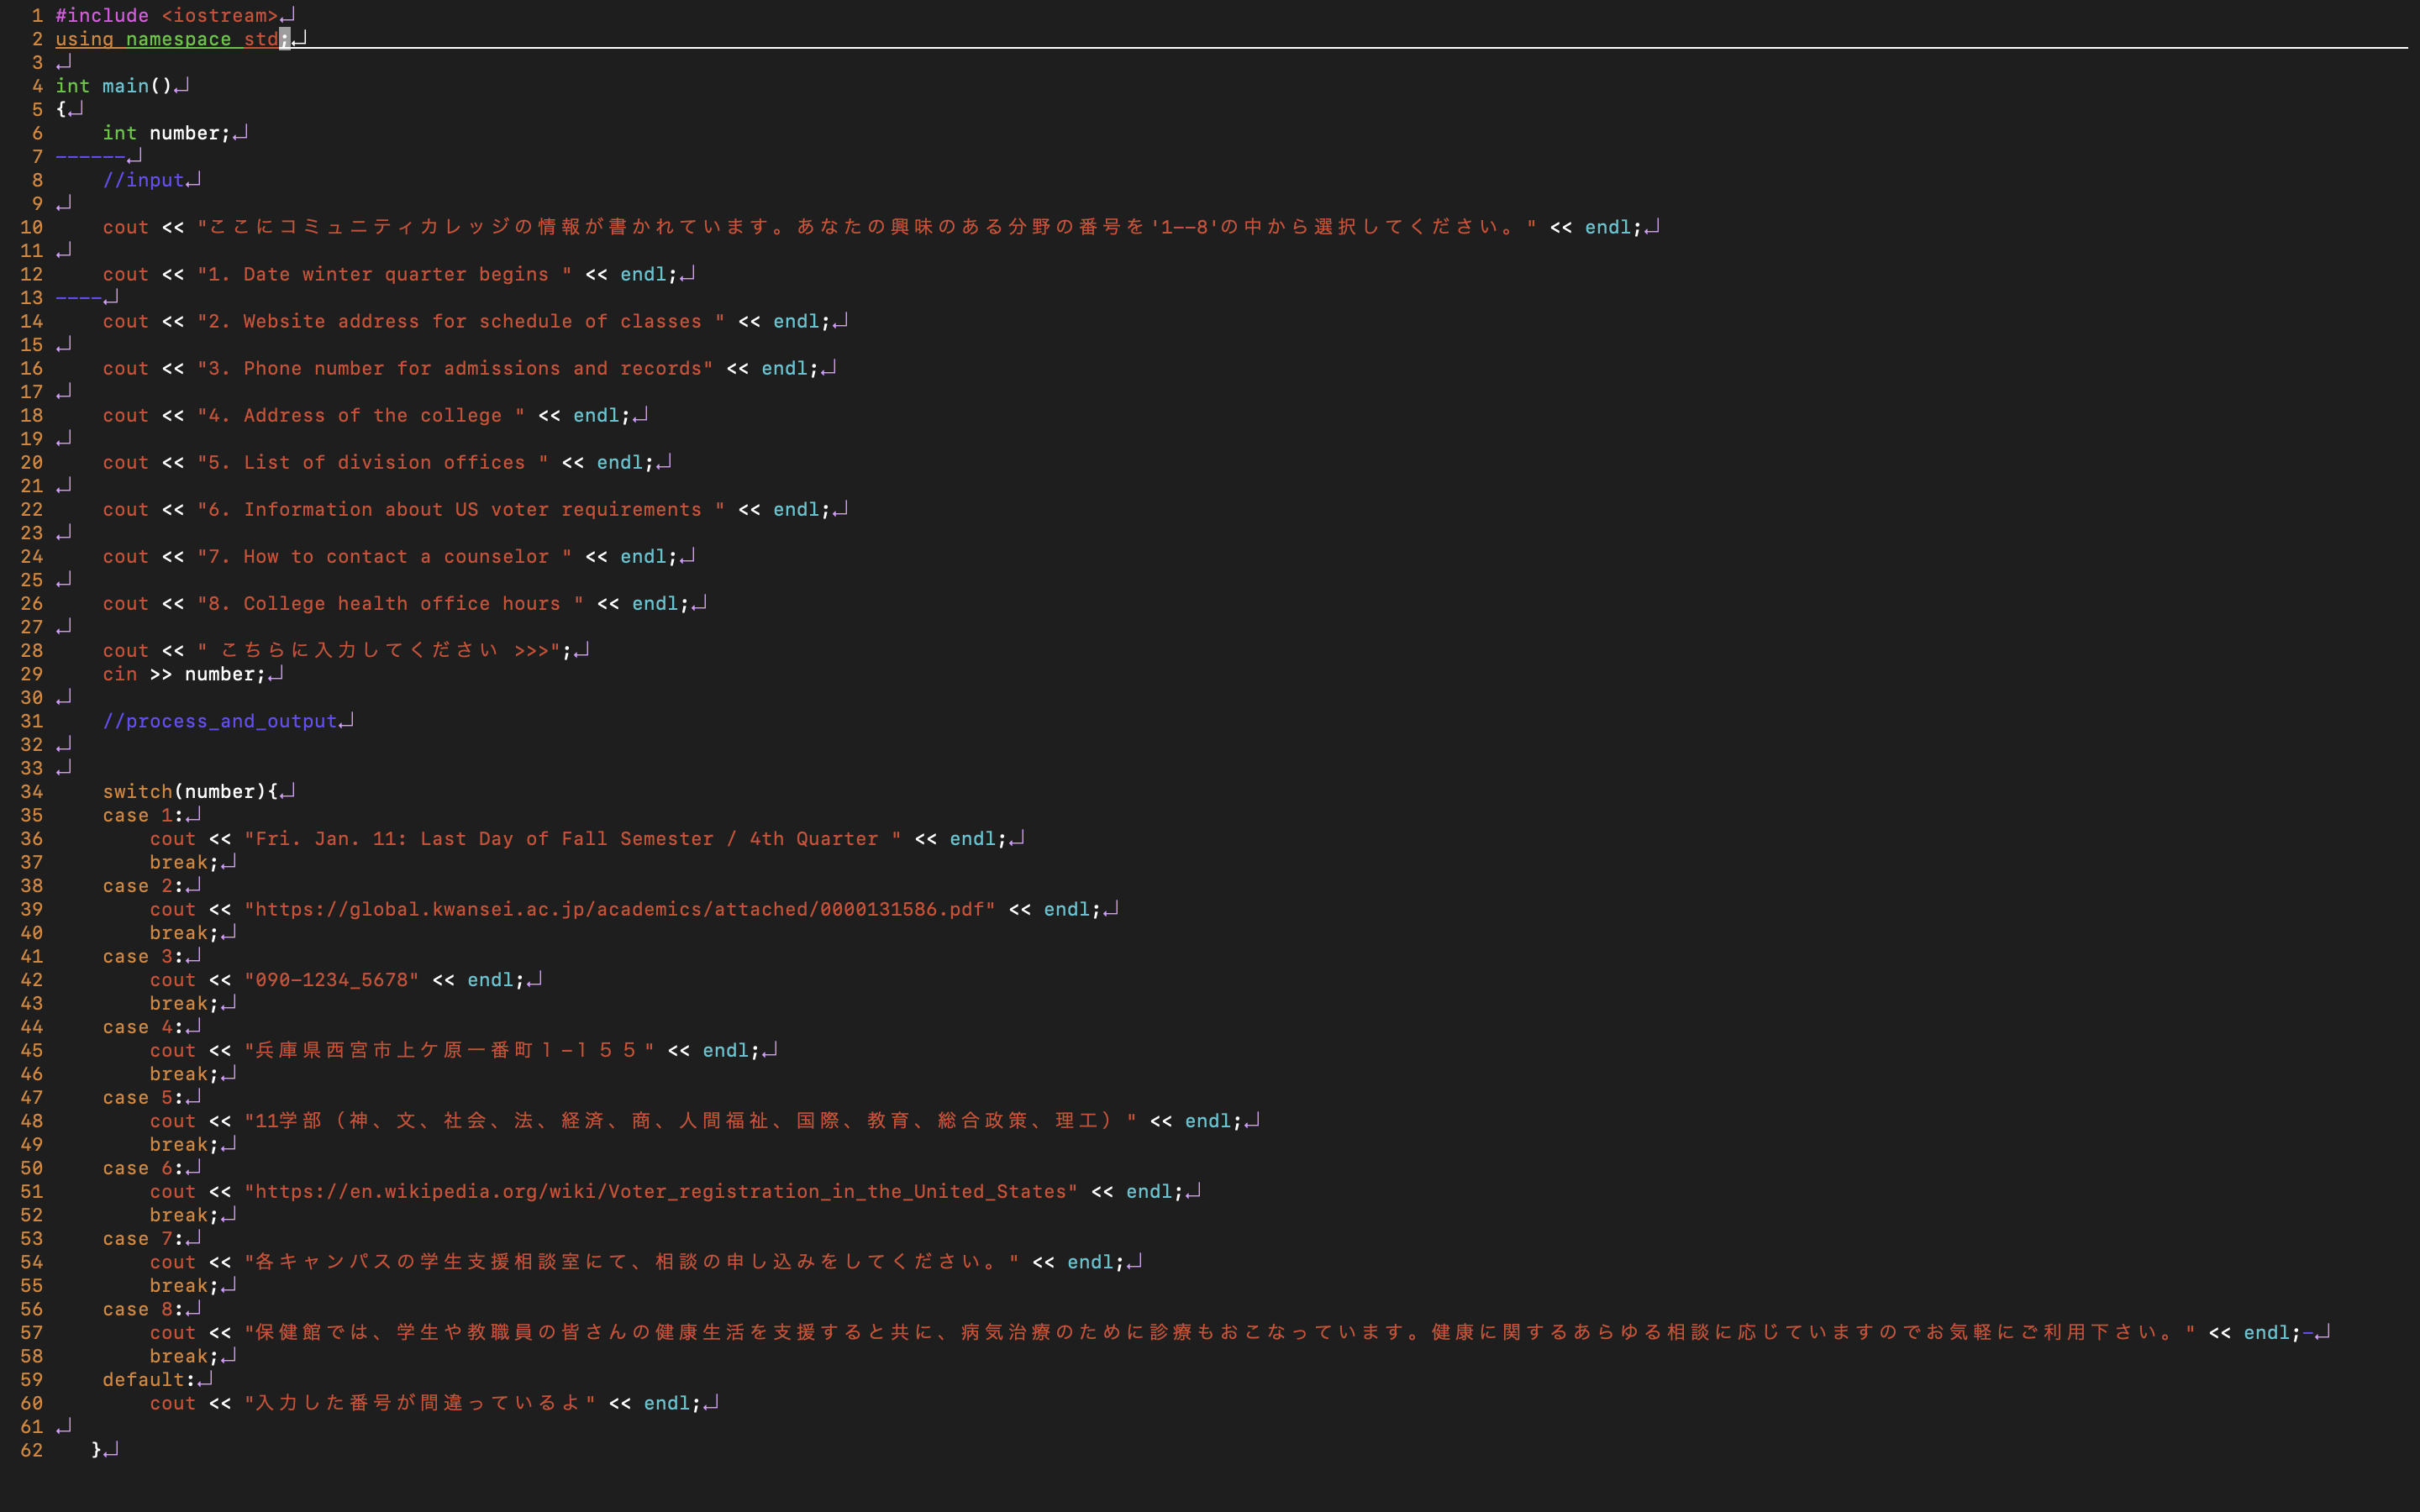 1 #include <iostream>
2 using namespace std;
3
4 int main()
5 {
6     int number;
7 ------
8     //input
9
10     cout << "ここにコミュニティカレッジの情報が書かれています。あなたの興味のある分野の番号を'1--8'の中から選択してください。" << endl;
11
12     cout << "1. Date winter quarter begins " << endl;
13 ----
14     cout << "2. Website address for schedule of classes " << endl;
15
16     cout << "3. Phone number for admissions and records" << endl;
17
18     cout << "4. Address of the college " << endl;
19
20     cout << "5. List of division offices " << endl;
21
22     cout << "6. Information about US voter requirements " << endl;
23
24     cout << "7. How to contact a counselor " << endl;
25
26     cout << "8. College health office hours " << endl;
27
28     cout << " こちらに入力してください >>>";
29     cin >> number;
30
31     //process_and_output
32
33
34     switch(number){
35     case 1:
36         cout << "Fri. Jan. 11: Last Day of Fall Semester / 4th Quarter " << endl;
37         break;
38     case 2:
39         cout << "https://global.kwansei.ac.jp/academics/attached/0000131586.pdf" << endl;
40         break;
41     case 3:
42         cout << "090-1234_5678" << endl;
43         break;
44     case 4:
45         cout << "兵庫県西宮市上ケ原一番町１−１５５" << endl;
46         break;
47     case 5:
48         cout << "11学部（神、文、社会、法、経済、商、人間福祉、国際、教育、総合政策、理工）" << endl;
49         break;
50     case 6:
51         cout << "https://en.wikipedia.org/wiki/Voter_registration_in_the_United_States" << endl;
52         break;
53     case 7:
54         cout << "各キャンパスの学生支援相談室にて、相談の申し込みをしてください。" << endl;
55         break;
56     case 8:
57         cout << "保健館では、学生や教職員の皆さんの健康生活を支援すると共に、病気治療のために診療もおこなっています。健康に関するあらゆる相談に応じていますのでお気軽にご利用下さい。" << endl;-
58         break;
59     default:
60         cout << "入力した番号が間違っているよ" << endl;
61
62    }